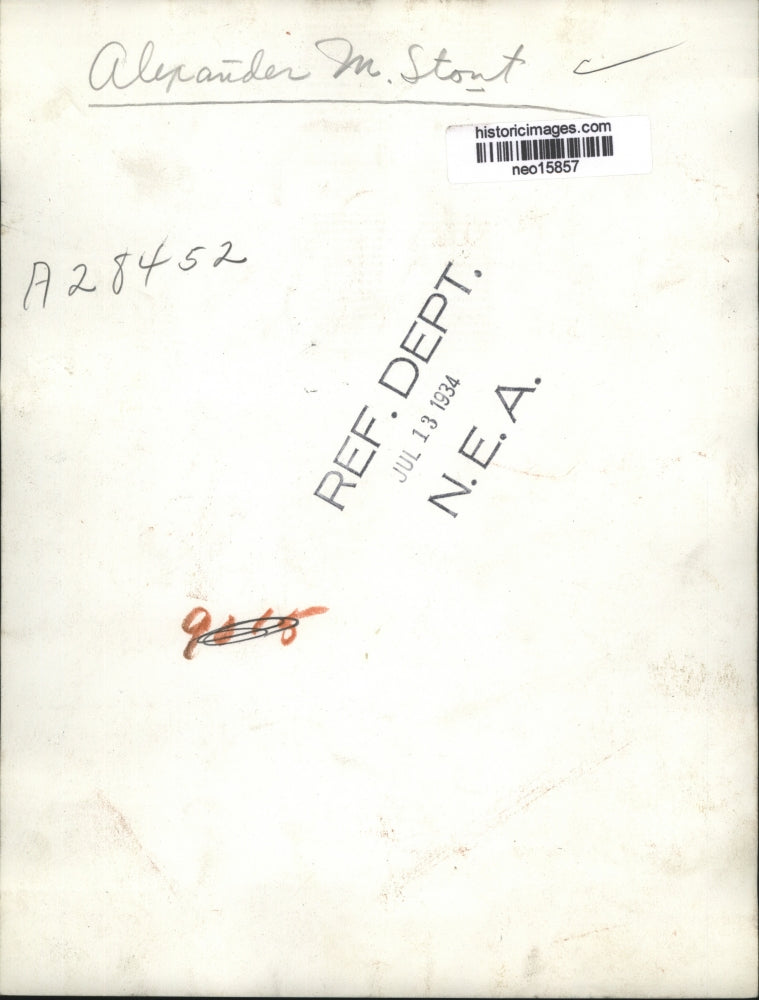 Alexander M. Stout
historicimages.com
neo15857
A28452
REF. DEPT.
JUL 13 1934
N. E. A.